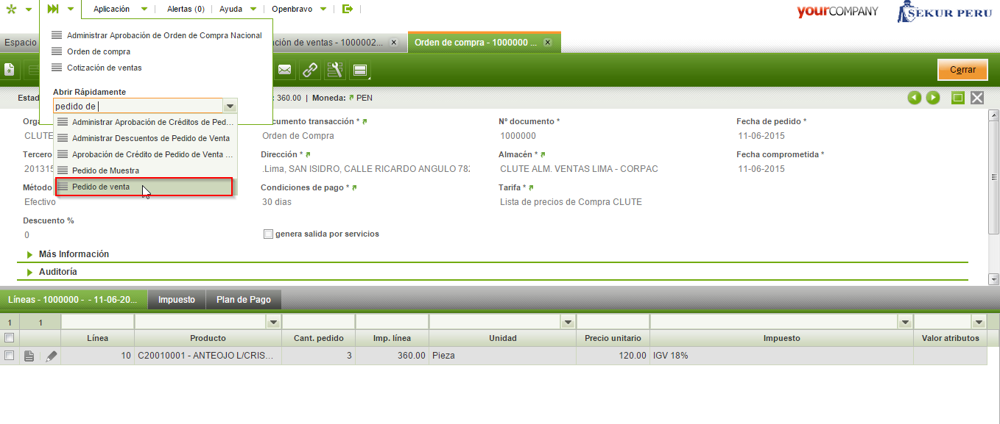 Aplicación
Alertas (0)
Ayuda
Openbravo
yourCOMPANY
SEKUR PERU
Administrar Aprobación de Orden de Compra Nacional
Orden de compra
Cotización de ventas
Abrir Rápidamente
pedido de
Administrar Aprobación de Créditos de Ped...
Administrar Descuentos de Pedido de Venta
Aprobación de Crédito de Pedido de Venta ...
Pedido de Muestra
Pedido de venta
Espacio
ción de ventas - 1000002...
Orden de compra - 1000000 ...
Cerrar
Estad
: 360.00 | Moneda: PEN
Orga
CLUTE
ocumento transacción *
Orden de Compra
Nº documento *
1000000
Fecha de pedido *
11-06-2015
Tercero
201315
Dirección *
.Lima, SAN ISIDRO, CALLE RICARDO ANGULO 782
Almacén *
CLUTE ALM. VENTAS LIMA - CORPAC
Fecha comprometida *
11-06-2015
Método
Efectivo
Condiciones de pago *
30 dias
Tarifa *
Lista de precios de Compra CLUTE
Descuento %
0
genera salida por servicios
Más Información
Auditoría
Líneas - 1000000 - - 11-06-20...
Impuesto
Plan de Pago
1 1
Línea Producto Cant. pedido Imp. línea Unidad Precio unitario Impuesto Valor atributos
10 C20010001 - ANTEOJO L/CRIS... 3 360.00 Pieza 120.00 IGV 18%